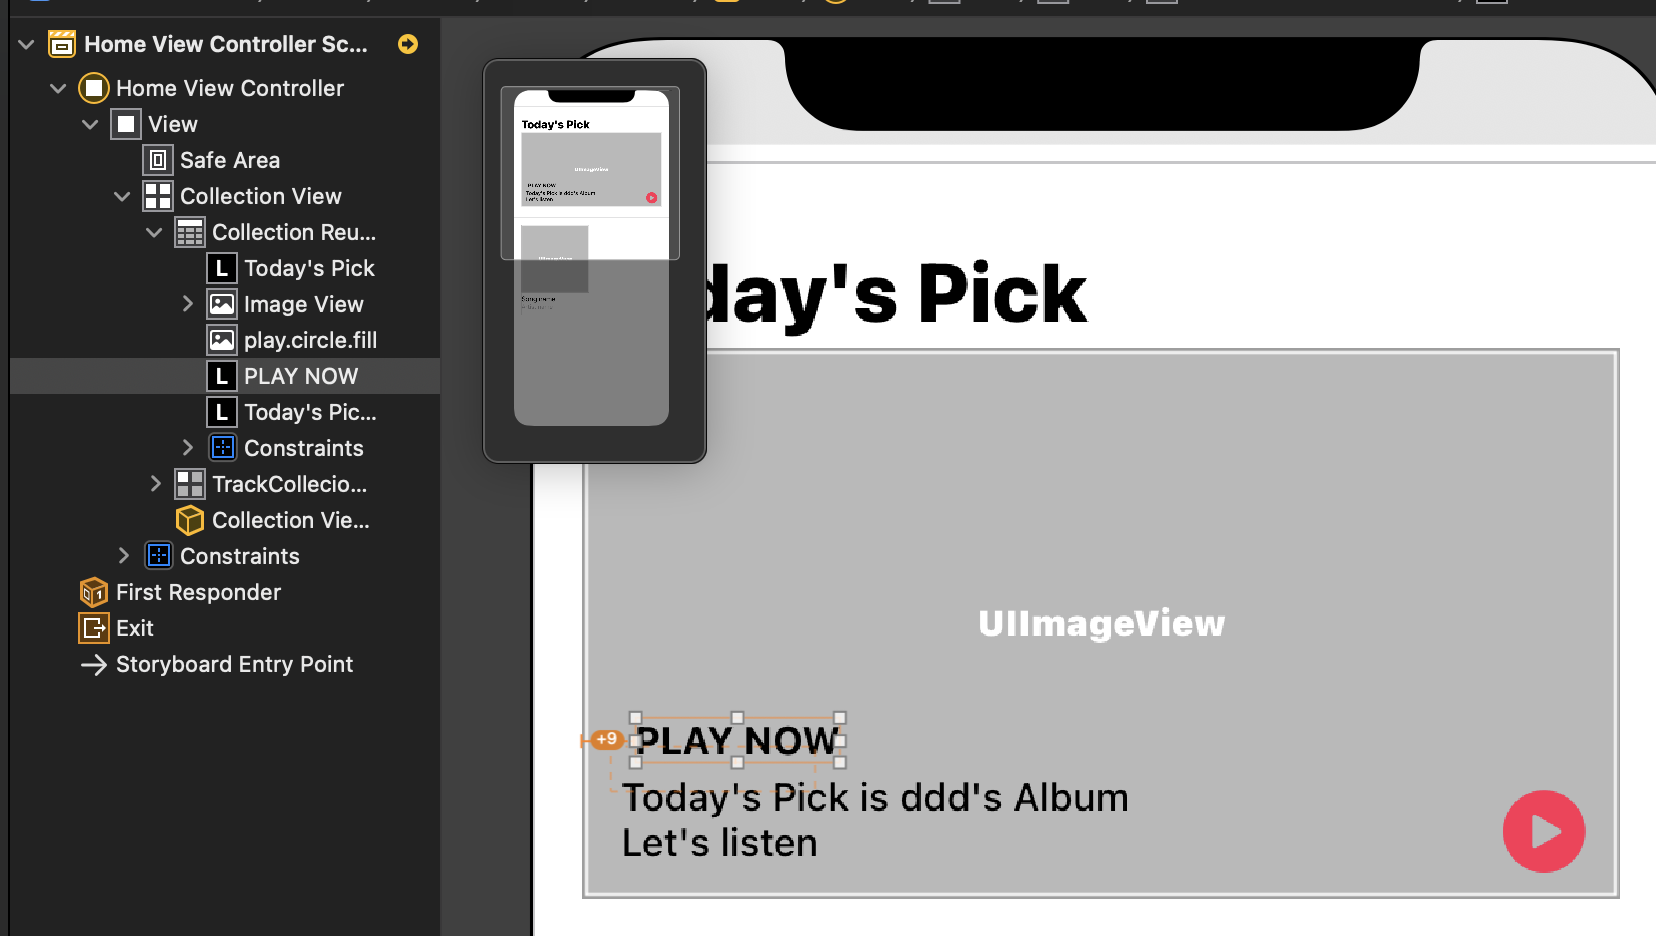 Home View Controller Sc...
Home View Controller
View
Safe Area
Collection View
Collection Reu...
L Today's Pick
Image View
play.circle.fill
L PLAY NOW
L Today's Pic...
Constraints
TrackCollecio...
Collection Vie...
Constraints
First Responder
Exit
Storyboard Entry Point
Today's Pick
UIImageView
PLAY NOW
Today's Pick is ddd's Album
Let's listen
UIImageView
Song name
day's Pick
UIImageView
+9
PLAY NOW
Today's Pick is ddd's Album
Let's listen